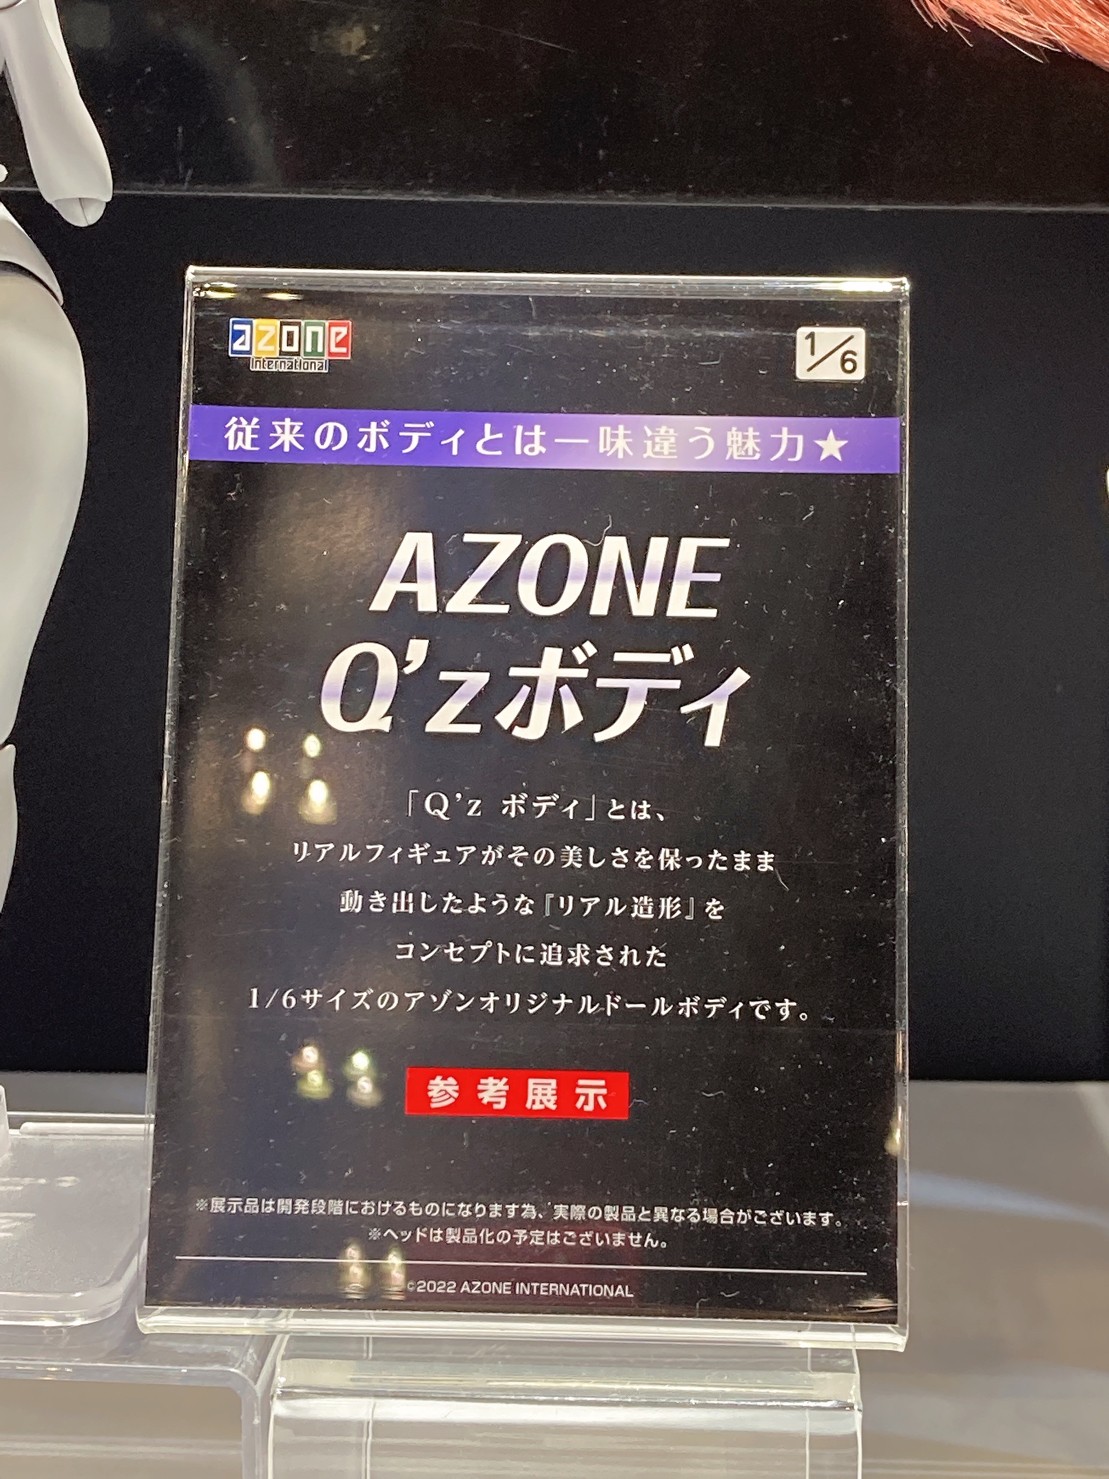 azone
international
1/6
従来のボディとは一味違う魅力★
AZONE
Q'zボディ
「Q'z ボディ」とは、
リアルフィギュアがその美しさを保ったまま
動き出したような『リアル造形』を
コンセプトに追求された
1/6サイズのアゾンオリジナルドールボディです。
参考展示
※展示品は開発段階におけるものになります為、実際の製品と異なる場合がございます。
※ヘッドは製品化の予定はございません。
©2022 AZONE INTERNATIONAL